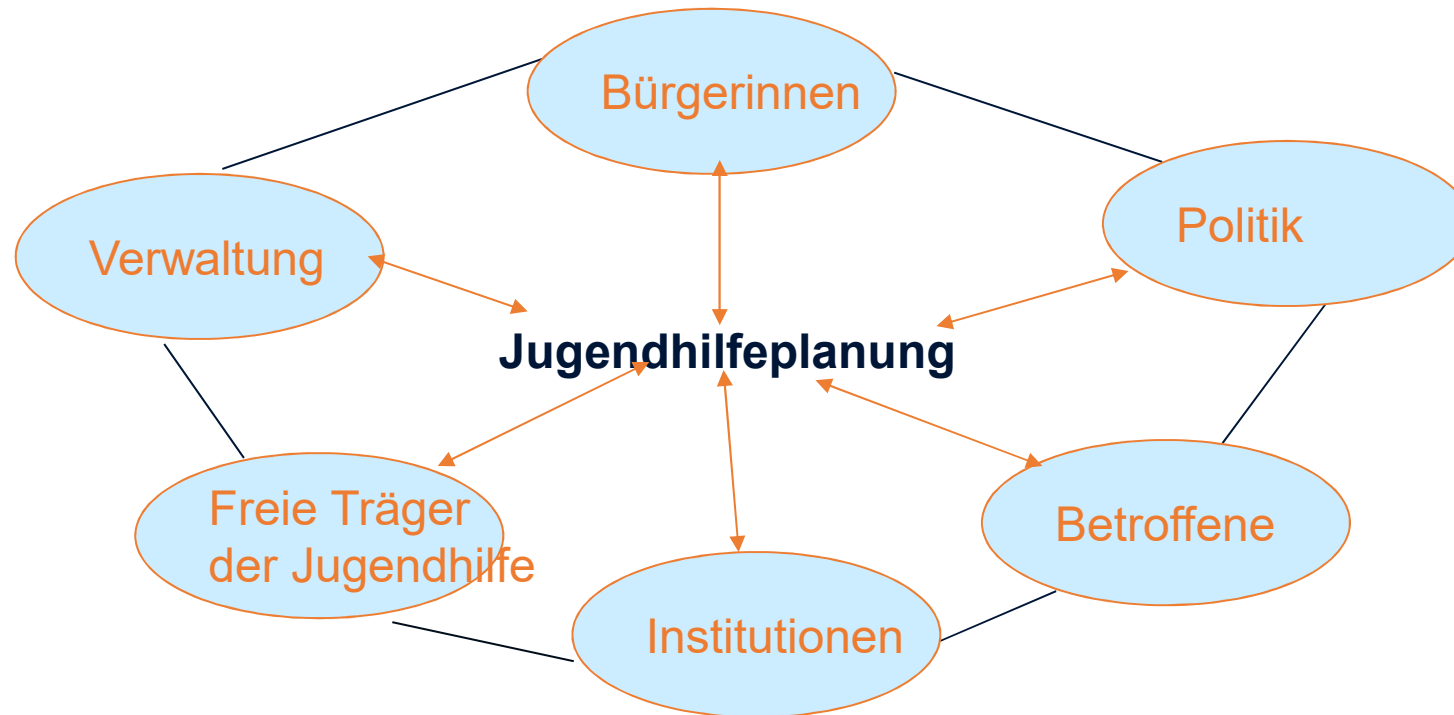 Bürgerinnen
Politik
Verwaltung
Jugendhilfeplanung
Freie Träger
der Jugendhilfe
Betroffene
Institutionen